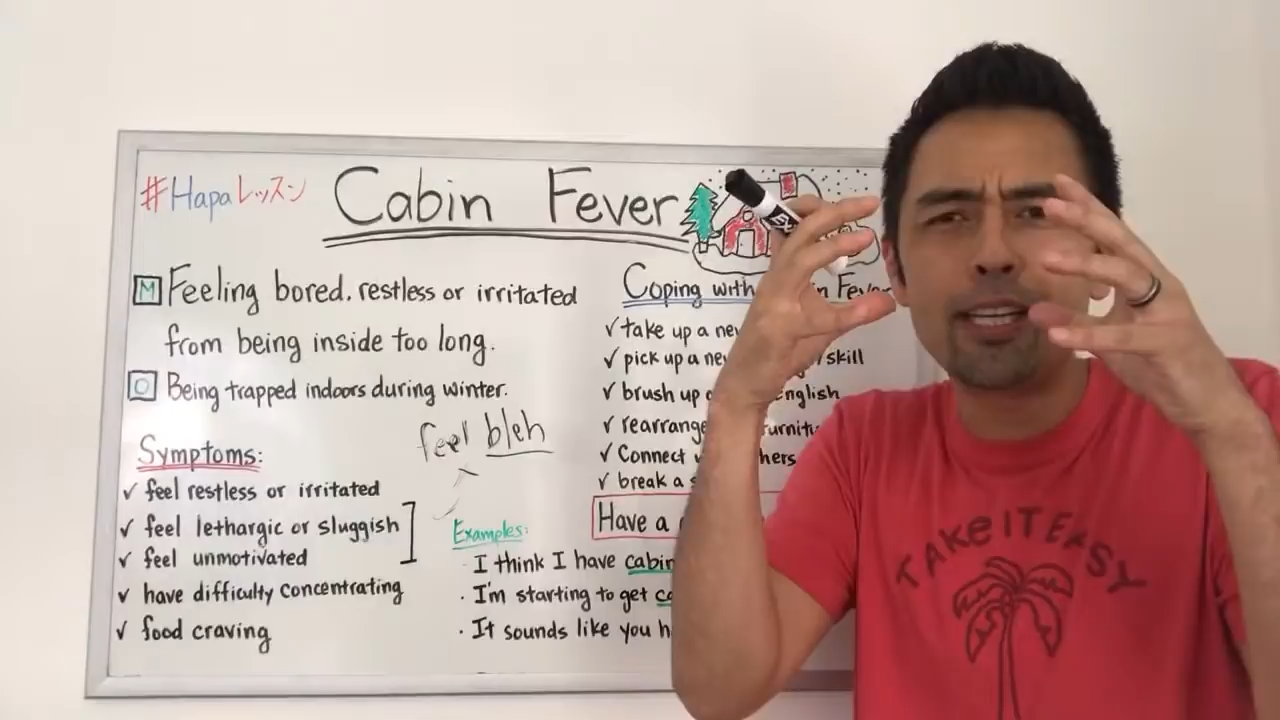 #Hapaレッスン
Cabin Fever
M Feeling bored, restless or irritated
from being inside too long.
O Being trapped indoors during winter.
Symptoms:
✓ feel restless or irritated
✓ feel lethargic or sluggish
✓ feel unmotivated
✓ have difficulty concentrating
✓ food craving
feel bleh
Coping with Fever
✓ take up a
✓ pick up a skill
✓ brush up English
✓ rearrange
✓ Connect
✓ break a
Have a
Examples:
· I think I have cabin
· I'm starting to get
· It sounds like you
TAKE IT EASY